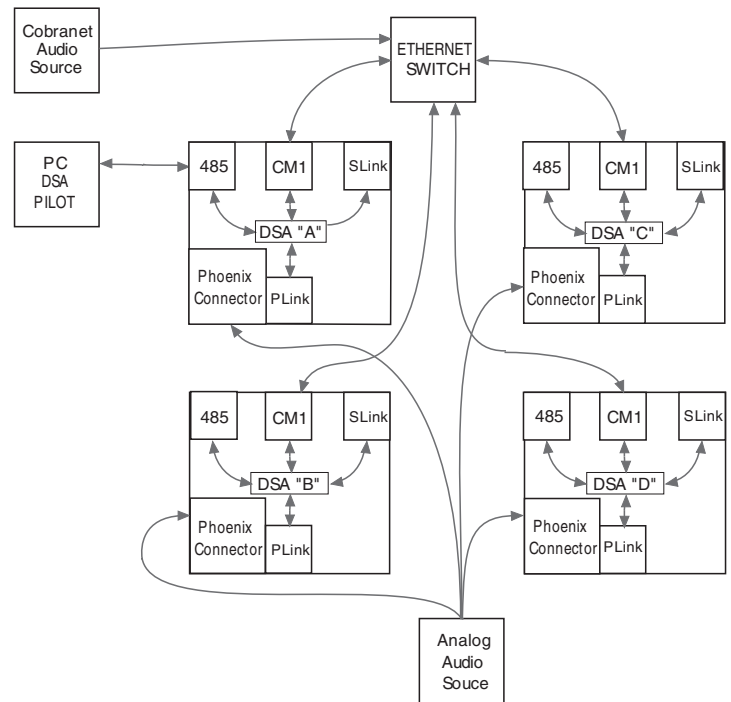 Cobranet
Audio
Source
ETHERNET
SWITCH
PC
DSA
PILOT
485
CM1
SLink
DSA "A"
Phoenix
Connector
PLink
485
CM1
SLink
DSA "C"
Phoenix
Connector
PLink
485
CM1
SLink
DSA "B"
Phoenix
Connector
PLink
485
CM1
SLink
DSA "D"
Phoenix
Connector
PLink
Analog
Audio
Souce